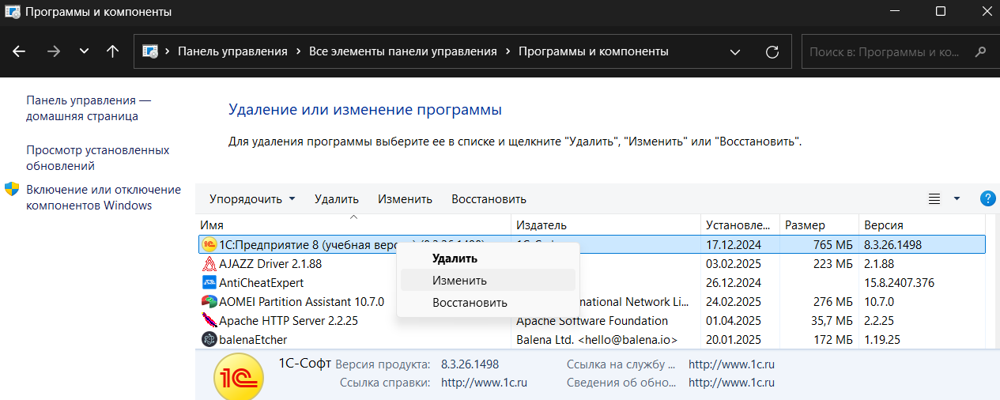 Программы и компоненты
Панель управления › Все элементы панели управления › Программы и компоненты
Поиск в: Программы и ко...
Панель управления —
домашняя страница
Просмотр установленных
обновлений
Включение или отключение
компонентов Windows
Удаление или изменение программы
Для удаления программы выберите ее в списке и щелкните "Удалить", "Изменить" или "Восстановить".
Упорядочить Удалить Изменить Восстановить
Имя Издатель Установле... Размер Версия
1С:Предприятие 8 (учебная 17.12.2024 765 МБ 8.3.26.1498
AJAZZ Driver 2.1.88 03.02.2025 223 МБ 2.1.88
AntiCheatExpert 26.12.2024 15.8.2407.376
AOMEI Partition Assistant 10.7.0 Network Li... 24.02.2025 276 МБ 10.7.0
Apache HTTP Server 2.2.25 Apache Software Foundation 01.04.2025 35,7 МБ 2.2.25
balenaEtcher Balena Ltd. <hello@balena.io> 20.01.2025 172 МБ 1.19.25
Удалить
Изменить
Восстановить
1С
1С-Софт Версия продукта: 8.3.26.1498 Ссылка на службу ... http://www.1c.ru
Ссылка справки: http://www.1c.ru Сведения об обно... http://www.1c.ru